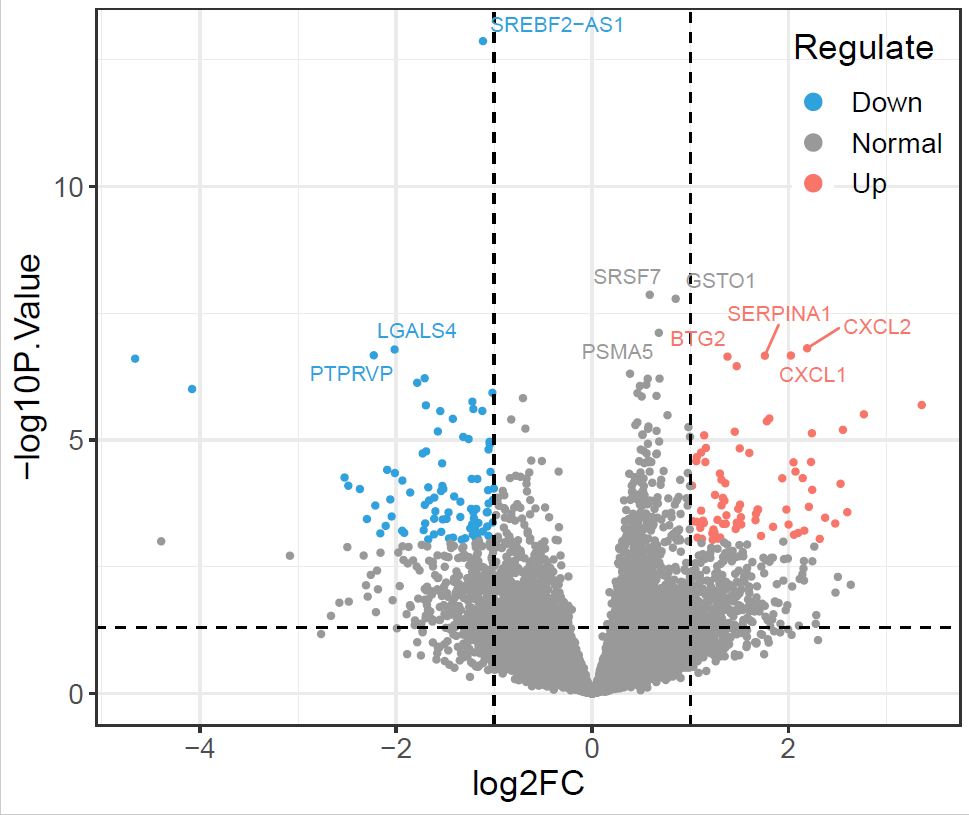 SREBF2−AS1
Regulate
Down
Normal
Up
10
SRSF7
GSTO1
SERPINA1
CXCL2
LGALS4
BTG2
PSMA5
PTPRVP
CXCL1
5
0
−log10P.Value
−4
−2
0
2
log2FC